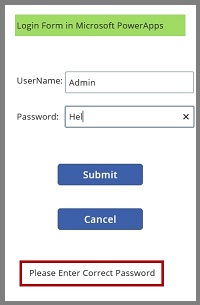 Login Form in Microsoft PowerApps
UserName: Admin
Password: Hel
Submit
Cancel
Please Enter Correct Password